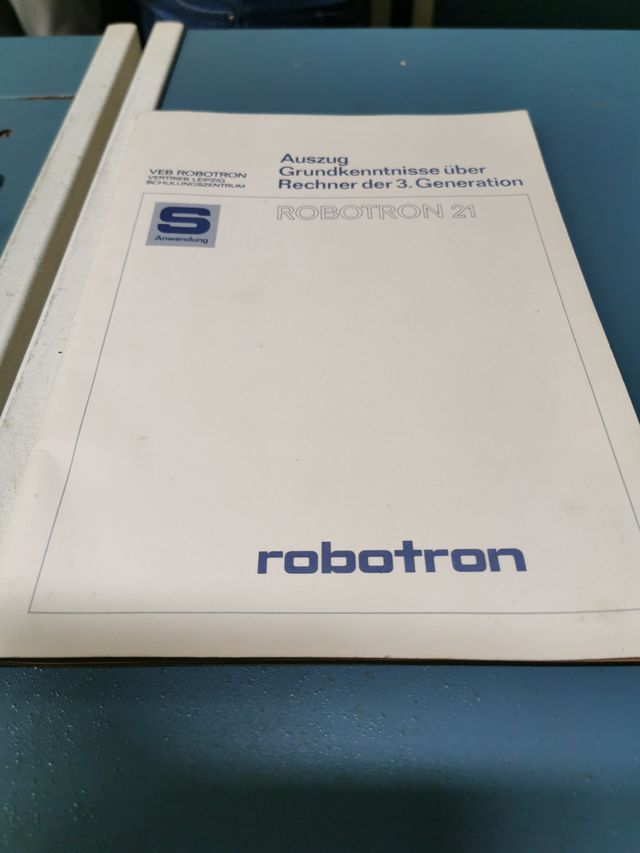 VEB ROBOTRON
VERTRIEB LEIPZIG
SCHULUNGSZENTRUM
Auszug
Grundkenntnisse über
Rechner der 3. Generation
S
Anwendung
ROBOTRON 21
robotron